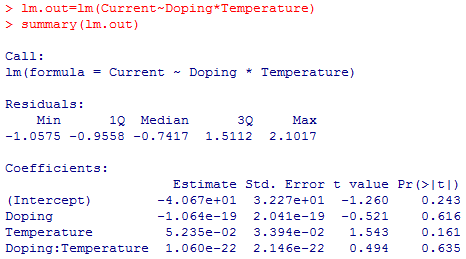 > lm.out=lm(Current~Doping*Temperature)
> summary(lm.out)
Call:
lm(formula = Current ~ Doping * Temperature)
Residuals:
Min 1Q Median 3Q Max
-1.0575 -0.9558 -0.7417 1.5112 2.1017
Coefficients:
Estimate Std. Error t value Pr(>|t|)
(Intercept) -4.067e+01 3.227e+01 -1.260 0.243
Doping -1.064e-19 2.041e-19 -0.521 0.616
Temperature 5.235e-02 3.394e-02 1.543 0.161
Doping:Temperature 1.060e-22 2.146e-22 0.494 0.635